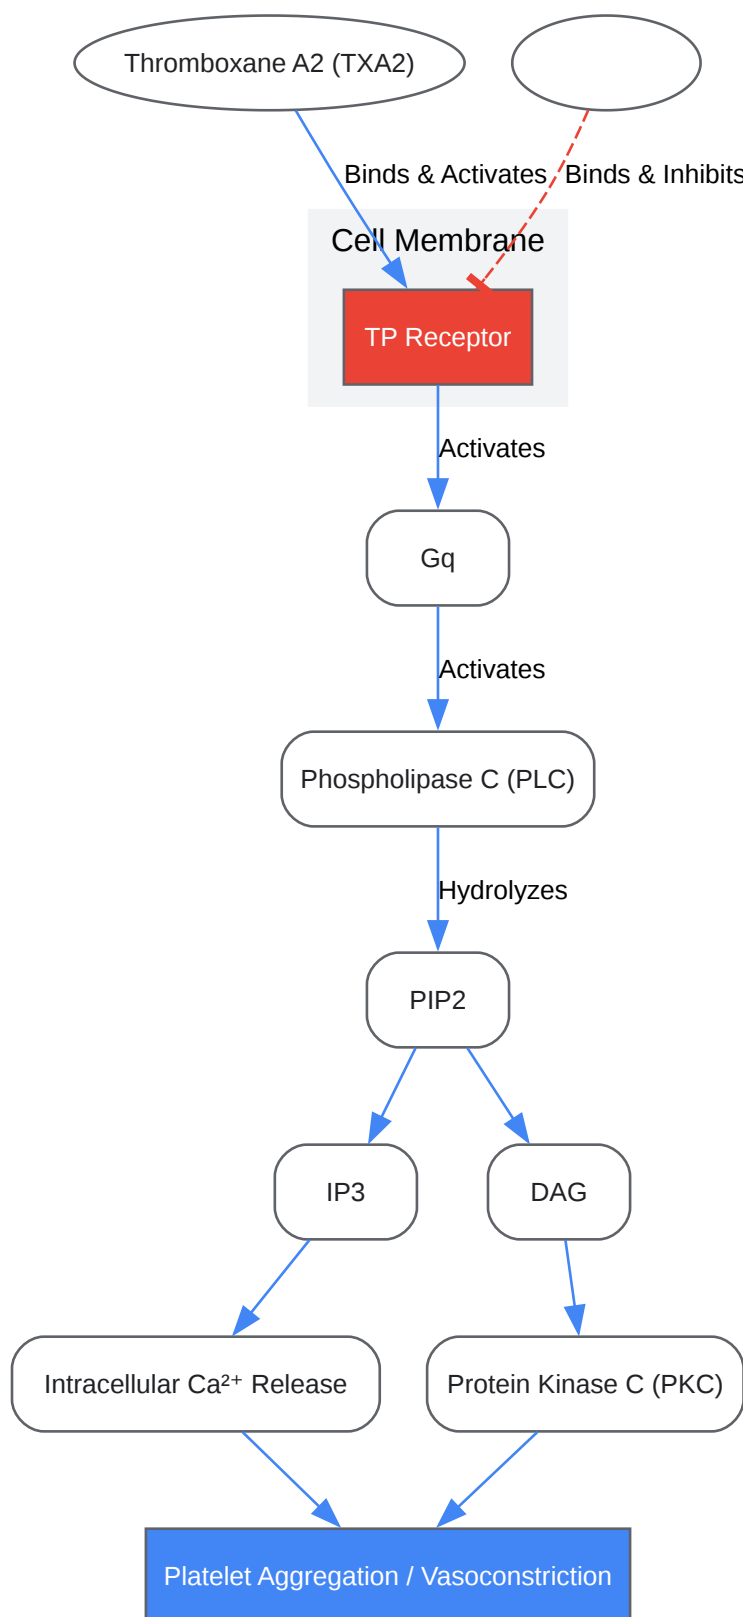 Thromboxane A2 (TXA2)
Binds & Activates
Binds & Inhibits
Cell Membrane
TP Receptor
Activates
Gq
Activates
Phospholipase C (PLC)
Hydrolyzes
PIP2
IP3
DAG
Intracellular Ca²⁺ Release
Protein Kinase C (PKC)
Platelet Aggregation / Vasoconstriction